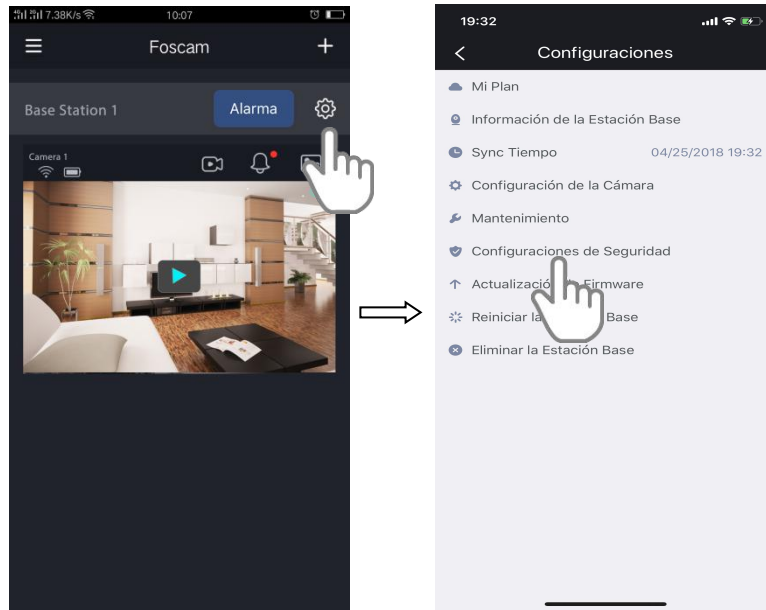 7.38K/s
10:07
Foscam
Base Station 1
Alarma
Camera 1
19:32
Configuraciones
Mi Plan
Información de la Estación Base
Sync Tiempo 04/25/2018 19:32
Configuración de la Cámara
Mantenimiento
Configuraciones de Seguridad
Firmware
Reiniciar Base
Eliminar la Estación Base